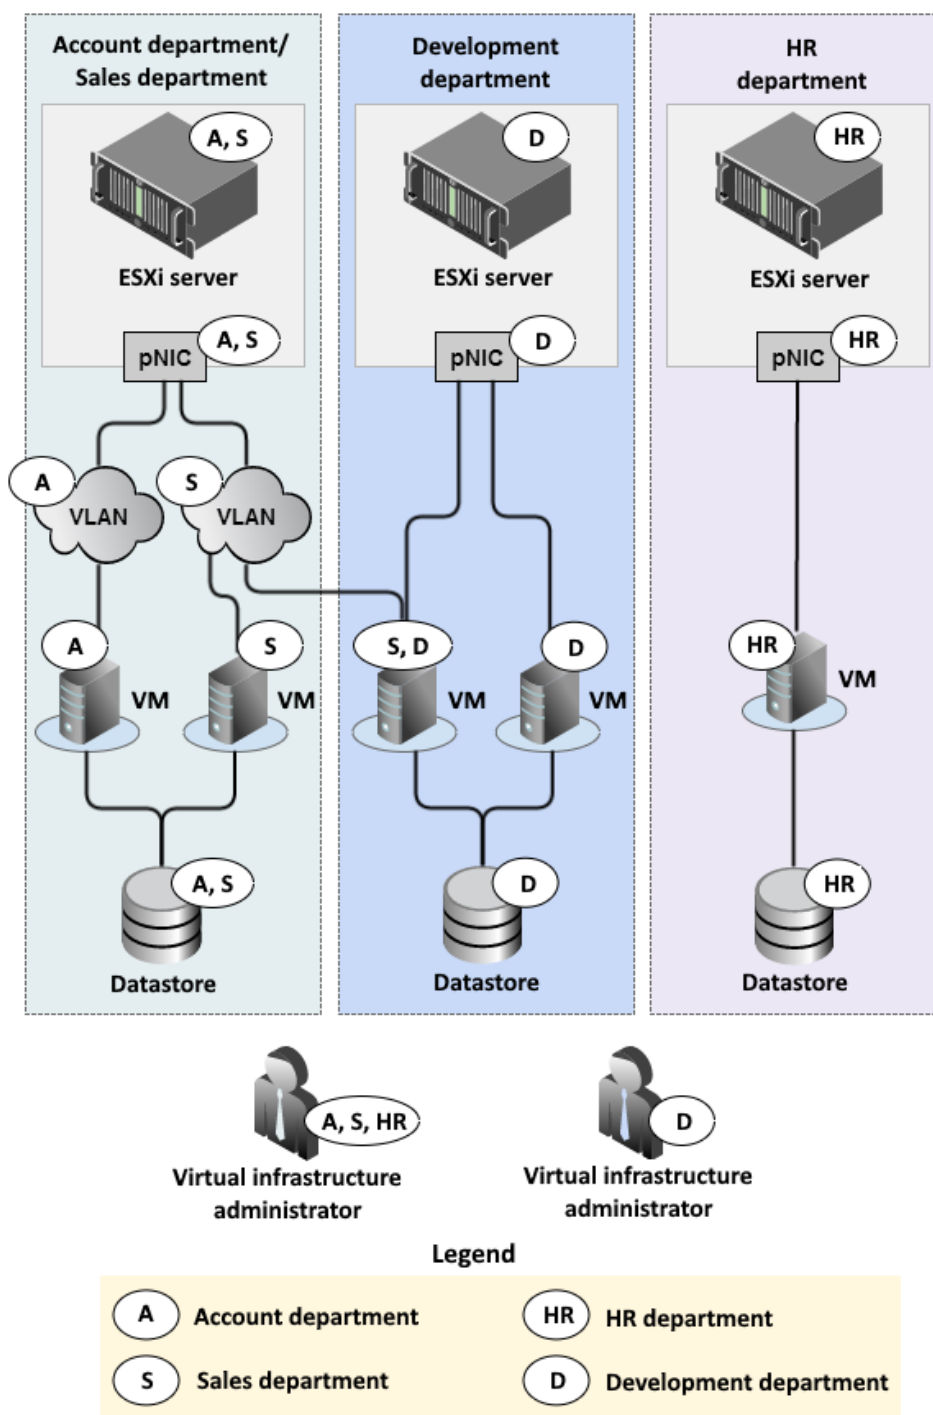 Account department/
Sales department
Development
department
HR
department
A, S
D
HR
ESXi server
ESXi server
ESXi server
pNIC
A, S
pNIC
D
pNIC
HR
A
VLAN
S
VLAN
A
VM
S
VM
S, D
VM
D
VM
HR
VM
A, S
D
HR
Datastore
Datastore
Datastore
A, S, HR
D
Virtual infrastructure
administrator
Virtual infrastructure
administrator
Legend
A
Account department
HR
HR department
S
Sales department
D
Development department